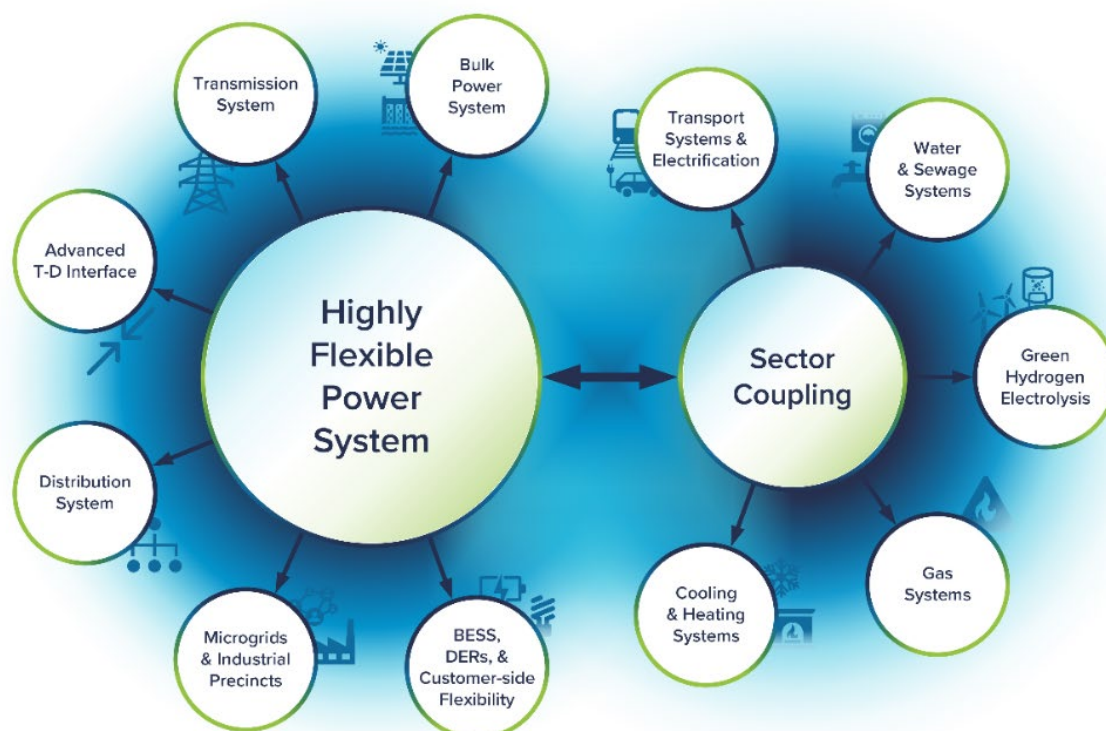 Transmission
System
Bulk
Power
System
Advanced
T-D Interface
Highly
Flexible
Power
System
Distribution
System
Microgrids
& Industrial
Precincts
BESS,
DERs, &
Customer-side
Flexibility
Transport
Systems &
Electrification
Water
& Sewage
Systems
Sector
Coupling
Green
Hydrogen
Electrolysis
Cooling
& Heating
Systems
Gas
Systems